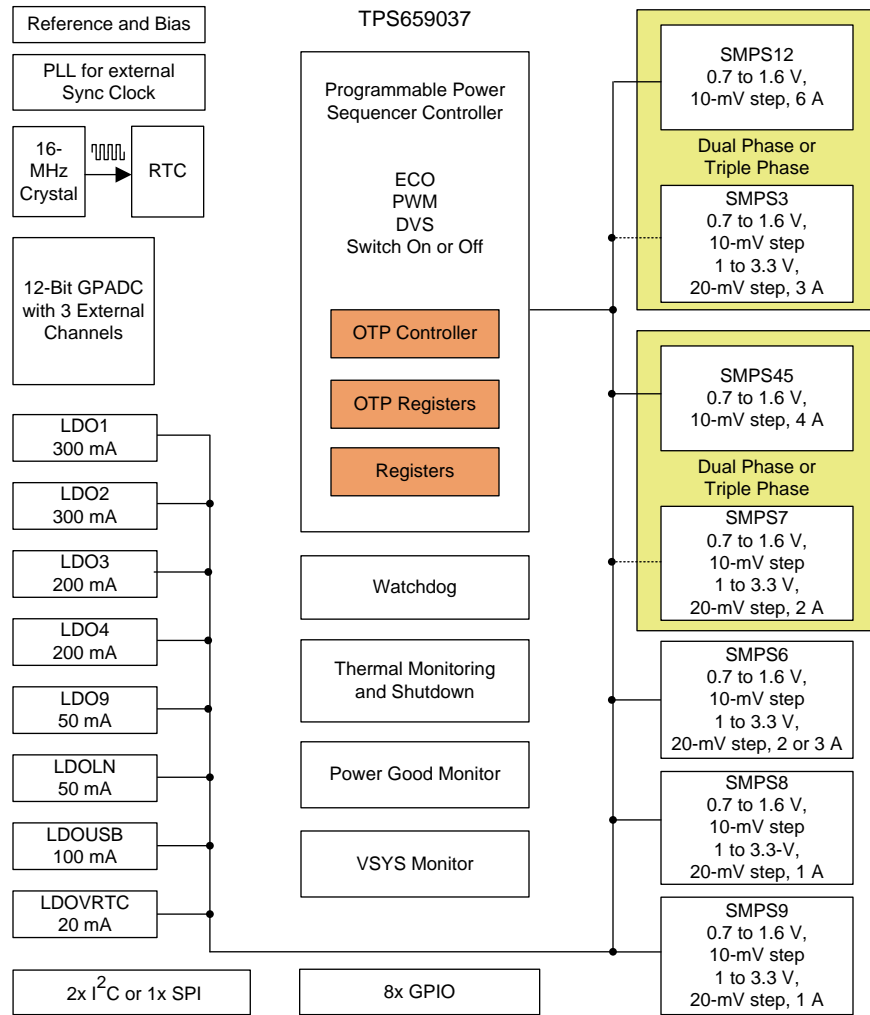 Reference and Bias
PLL for external
Sync Clock
16-
MHz
Crystal
RTC
12-Bit GPADC
with 3 External
Channels
LDO1
300 mA
LDO2
300 mA
LDO3
200 mA
LDO4
200 mA
LDO9
50 mA
LDOLN
50 mA
LDOUSB
100 mA
LDOVRTC
20 mA
2x I²C or 1x SPI
TPS659037
Programmable Power
Sequencer Controller
ECO
PWM
DVS
Switch On or Off
OTP Controller
OTP Registers
Registers
Watchdog
Thermal Monitoring
and Shutdown
Power Good Monitor
VSYS Monitor
8x GPIO
SMPS12
0.7 to 1.6 V,
10-mV step, 6 A
Dual Phase or
Triple Phase
SMPS3
0.7 to 1.6 V,
10-mV step
1 to 3.3 V,
20-mV step, 3 A
SMPS45
0.7 to 1.6 V,
10-mV step, 4 A
Dual Phase or
Triple Phase
SMPS7
0.7 to 1.6 V,
10-mV step
1 to 3.3 V,
20-mV step, 2 A
SMPS6
0.7 to 1.6 V,
10-mV step
1 to 3.3 V,
20-mV step, 2 or 3 A
SMPS8
0.7 to 1.6 V,
10-mV step
1 to 3.3-V,
20-mV step, 1 A
SMPS9
0.7 to 1.6 V,
10-mV step
1 to 3.3 V,
20-mV step, 1 A